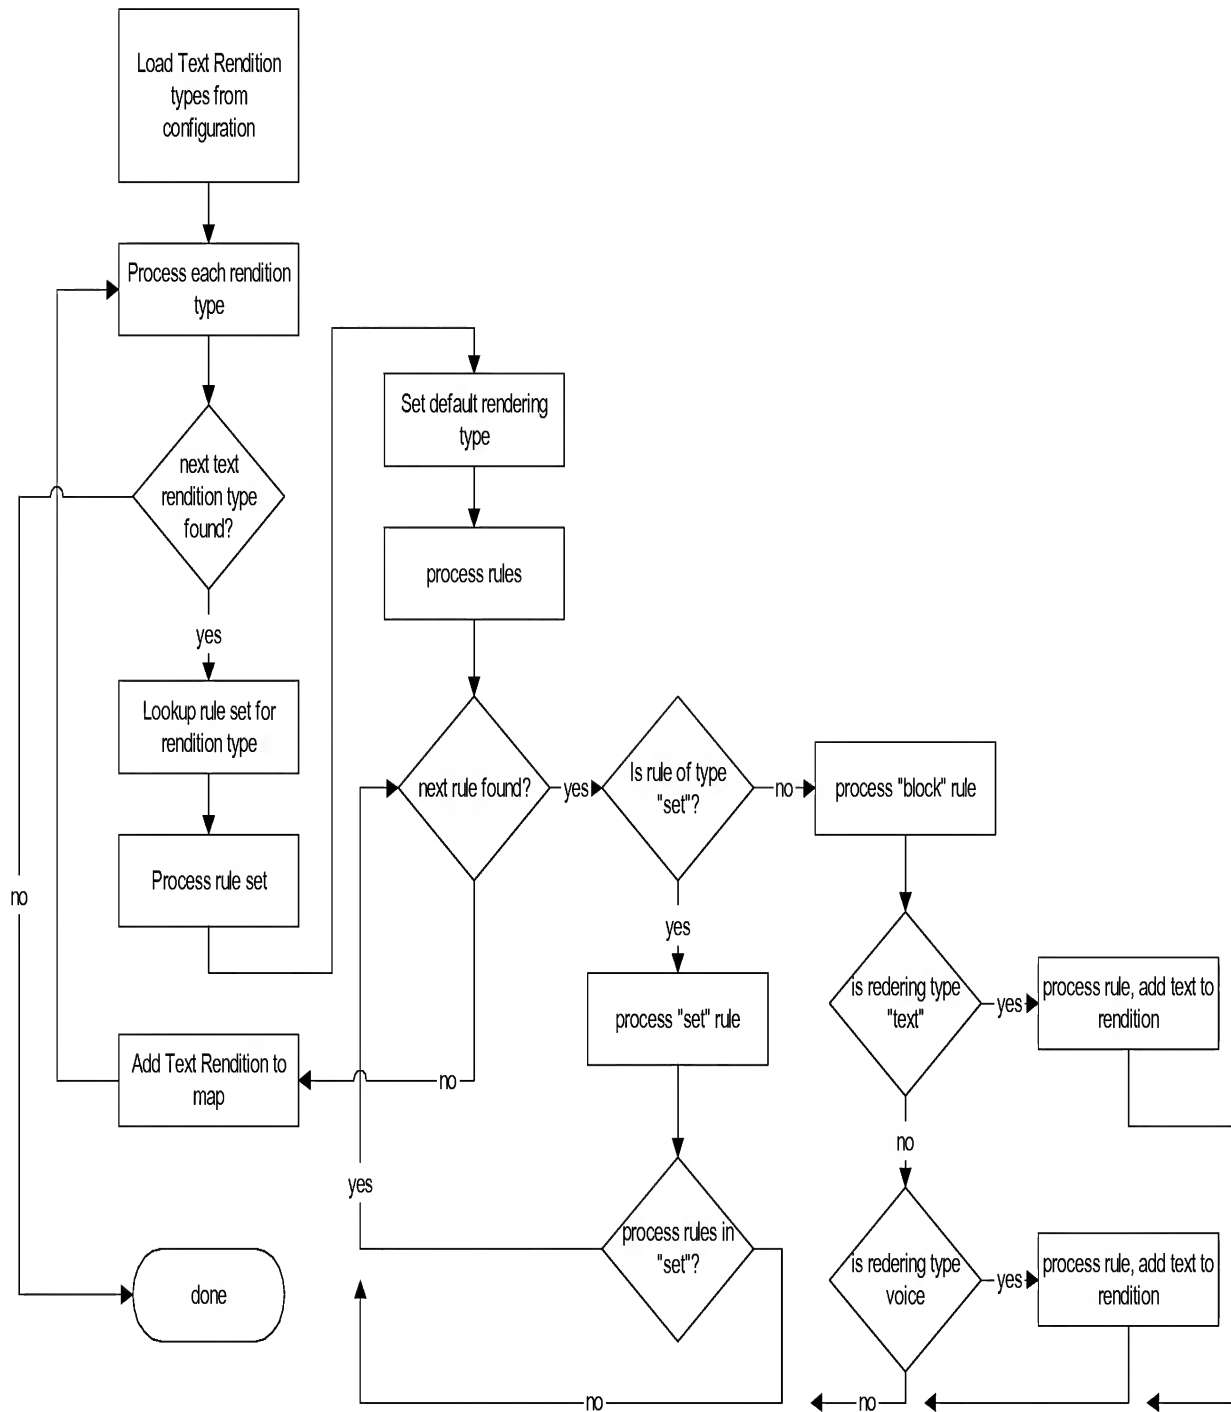 Load Text Rendition
types from
configuration
Process each rendition
type
next text
rendition type
found?
yes
Lookup rule set for
rendition type
Process rule set
no
Add Text Rendition to
map
done
Set default rendering
type
process rules
next rule found?
yes
no
yes
Is rule of type
"set"?
no
yes
process "set" rule
process rules in
"set"?
no
process "block" rule
is redering type
"text"
yes
process rule, add text to
rendition
no
is redering type
voice
yes
process rule, add text to
rendition
no